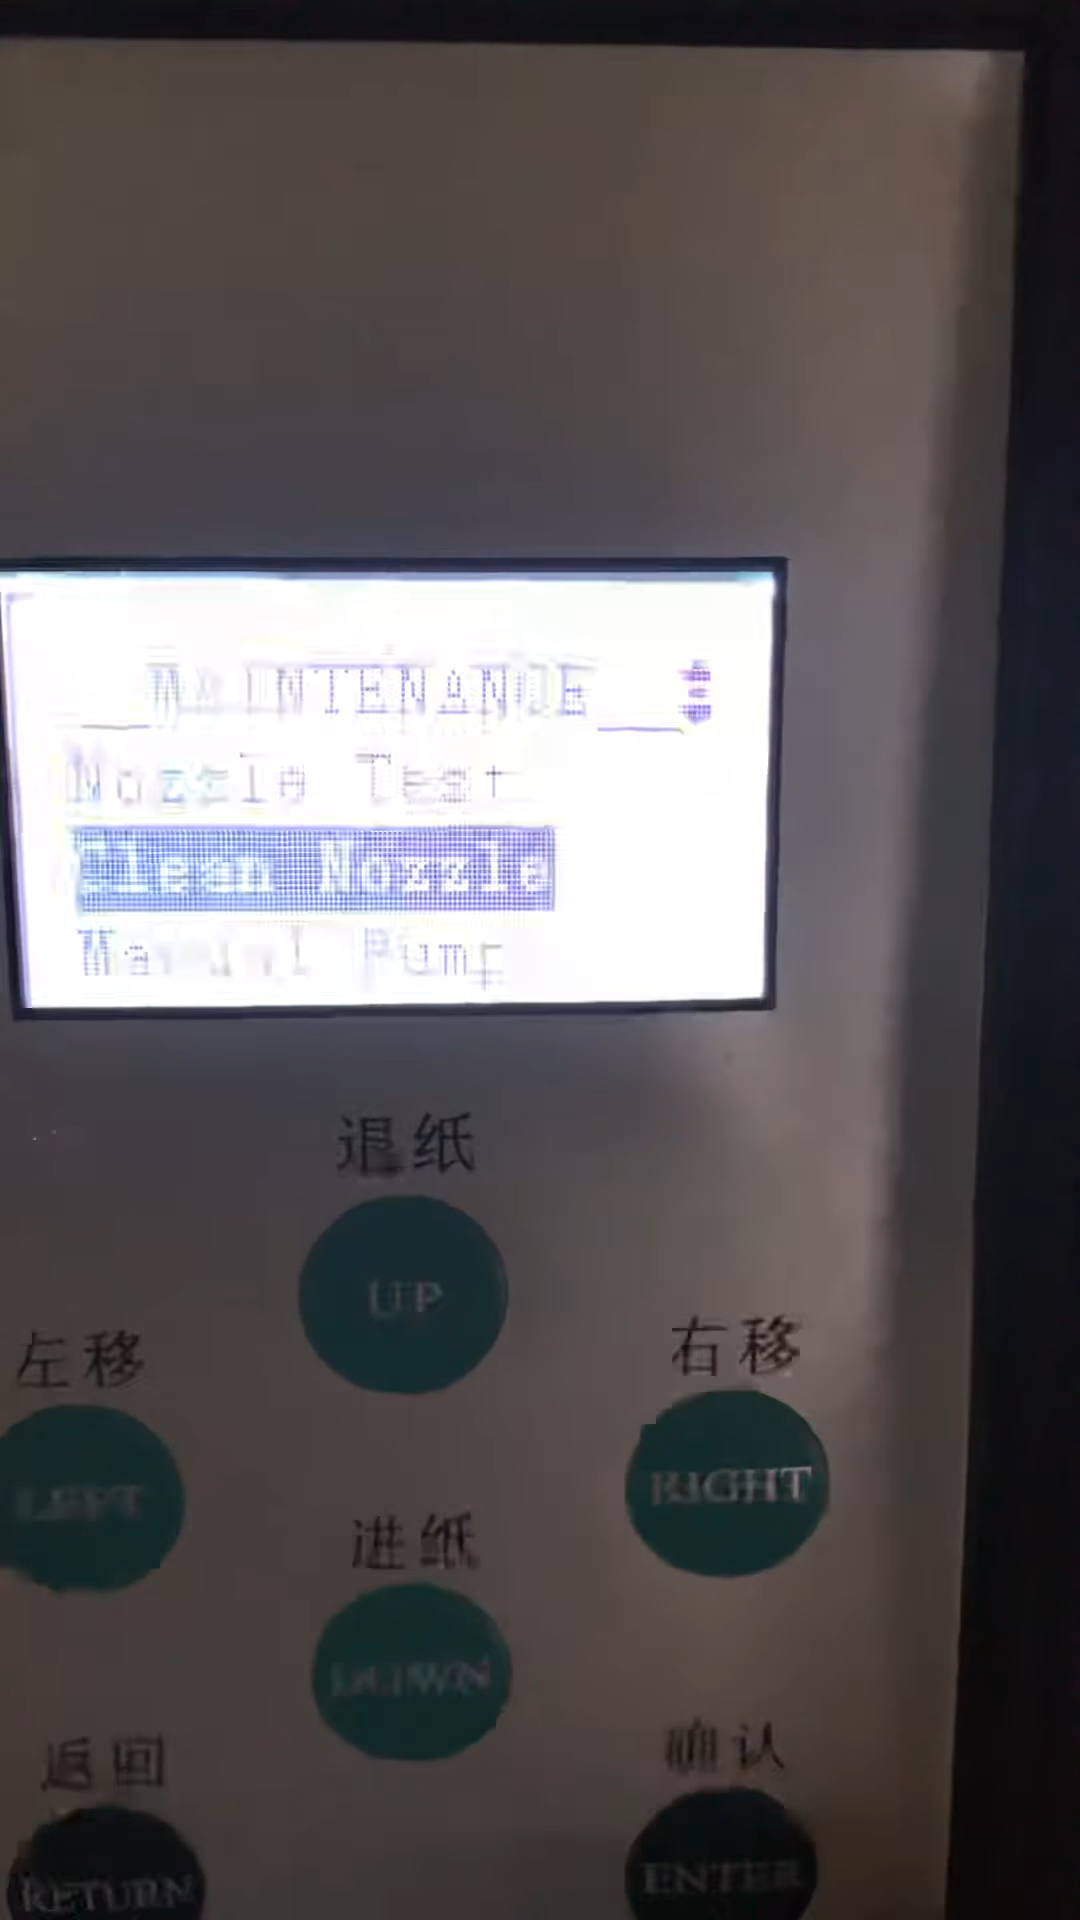 MAINTENANCE
Nozzle Test
Clean Nozzle
Pump
退纸
UP
左移
右移
LEFT
RIGHT
进纸
DOWN
返回
确认
RETURN
ENTER